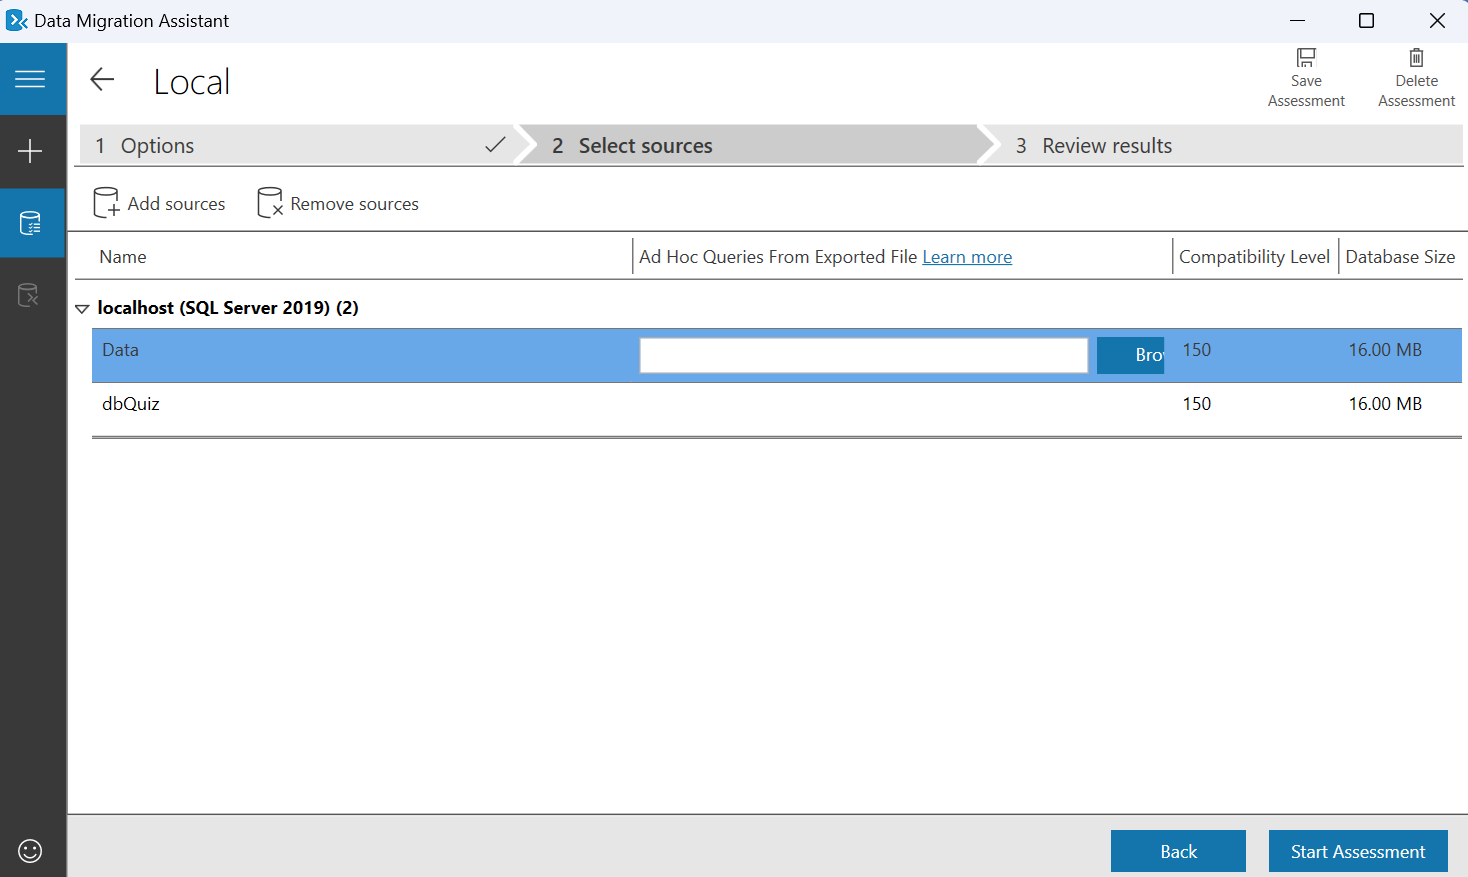 Data Migration Assistant
Local
Save Assessment
Delete Assessment
1 Options
2 Select sources
3 Review results
Add sources
Remove sources
Name
Ad Hoc Queries From Exported File Learn more
Compatibility Level
Database Size
localhost (SQL Server 2019) (2)
Data
Bro
150
16.00 MB
dbQuiz
150
16.00 MB
Back
Start Assessment